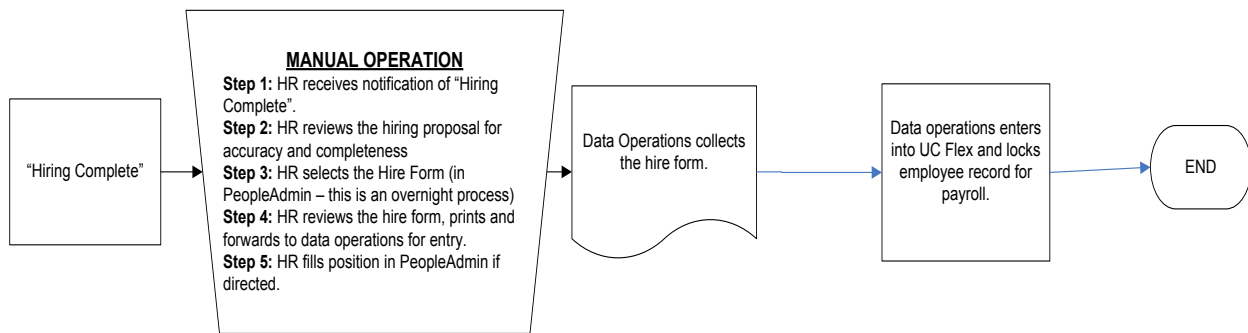 “Hiring Complete”
MANUAL OPERATION
Step 1: HR receives notification of “Hiring
Complete”.
Step 2: HR reviews the hiring proposal for
accuracy and completeness
Step 3: HR selects the Hire Form (in
PeopleAdmin – this is an overnight process)
Step 4: HR reviews the hire form, prints and
forwards to data operations for entry.
Step 5: HR fills position in PeopleAdmin if
directed.
Data Operations collects
the hire form.
Data operations enters
into UC Flex and locks
employee record for
payroll.
END